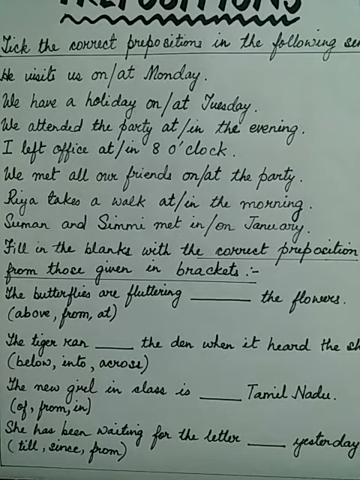 PREPOSITIONS
Tick the correct prepositions in the following
He visits us on/at Monday.
We have a holiday on/at Tuesday.
We attended the party at/in the evening.
I left office at/in 8 O'clock.
We met all our friends on/at the party.
Riya takes a walk at/in the morning.
Suman and Simmi met in/on January.
Fill in the blanks with the correct preposition
from those given in brackets:-
The butterflies are fluttering ______ the flowers.
(above, from, at)
The tiger ran ____ the den when it heard the
(below, into, across)
The new girl in class is ____ Tamil Nadu.
(of, from, in)
She has been waiting for the letter ____ yesterday
(till, since, from)